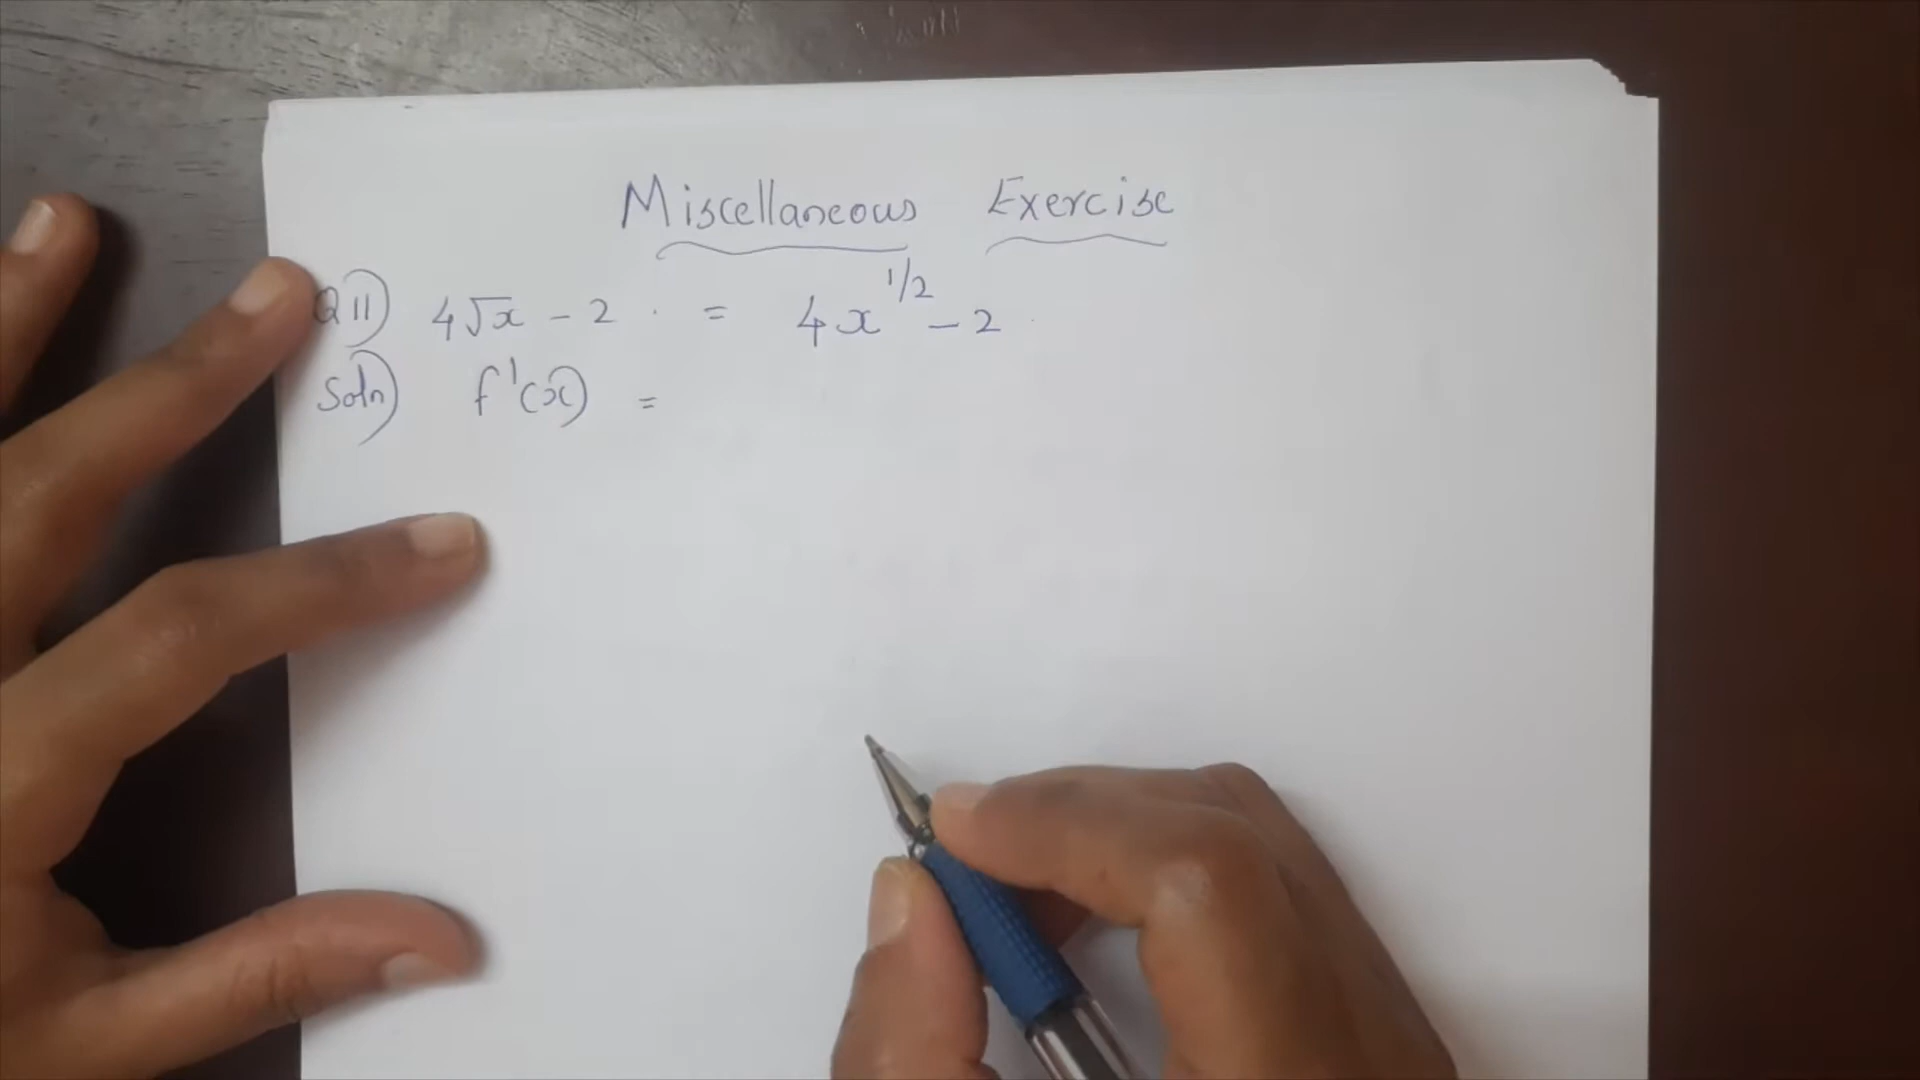 Miscellaneous Exercise
Q11) 4√x - 2 . = 4x^1/2 - 2
Soln) f'(x) =